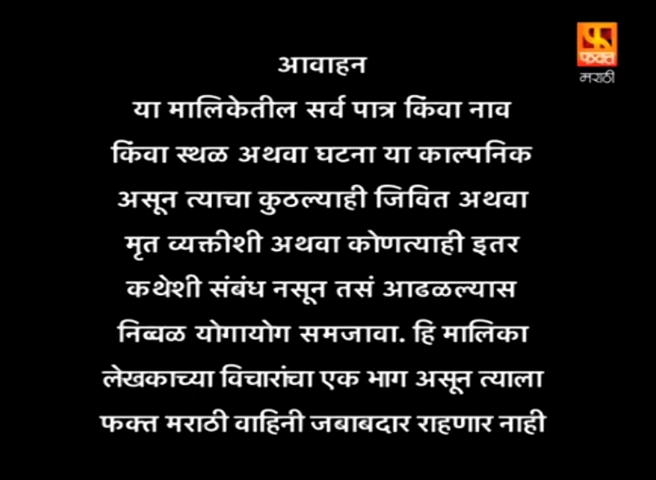 फक्त
मराठी
आवाहन
या मालिकेतील सर्व पात्र किंवा नाव
किंवा स्थळ अथवा घटना या काल्पनिक
असून त्याचा कुठल्याही जिवित अथवा
मृत व्यक्तीशी अथवा कोणत्याही इतर
कथेशी संबंध नसून तसं आढळल्यास
निव्वळ योगायोग समजावा. हि मालिका
लेखकाच्या विचारांचा एक भाग असून त्याला
फक्त मराठी वाहिनी जबाबदार राहणार नाही